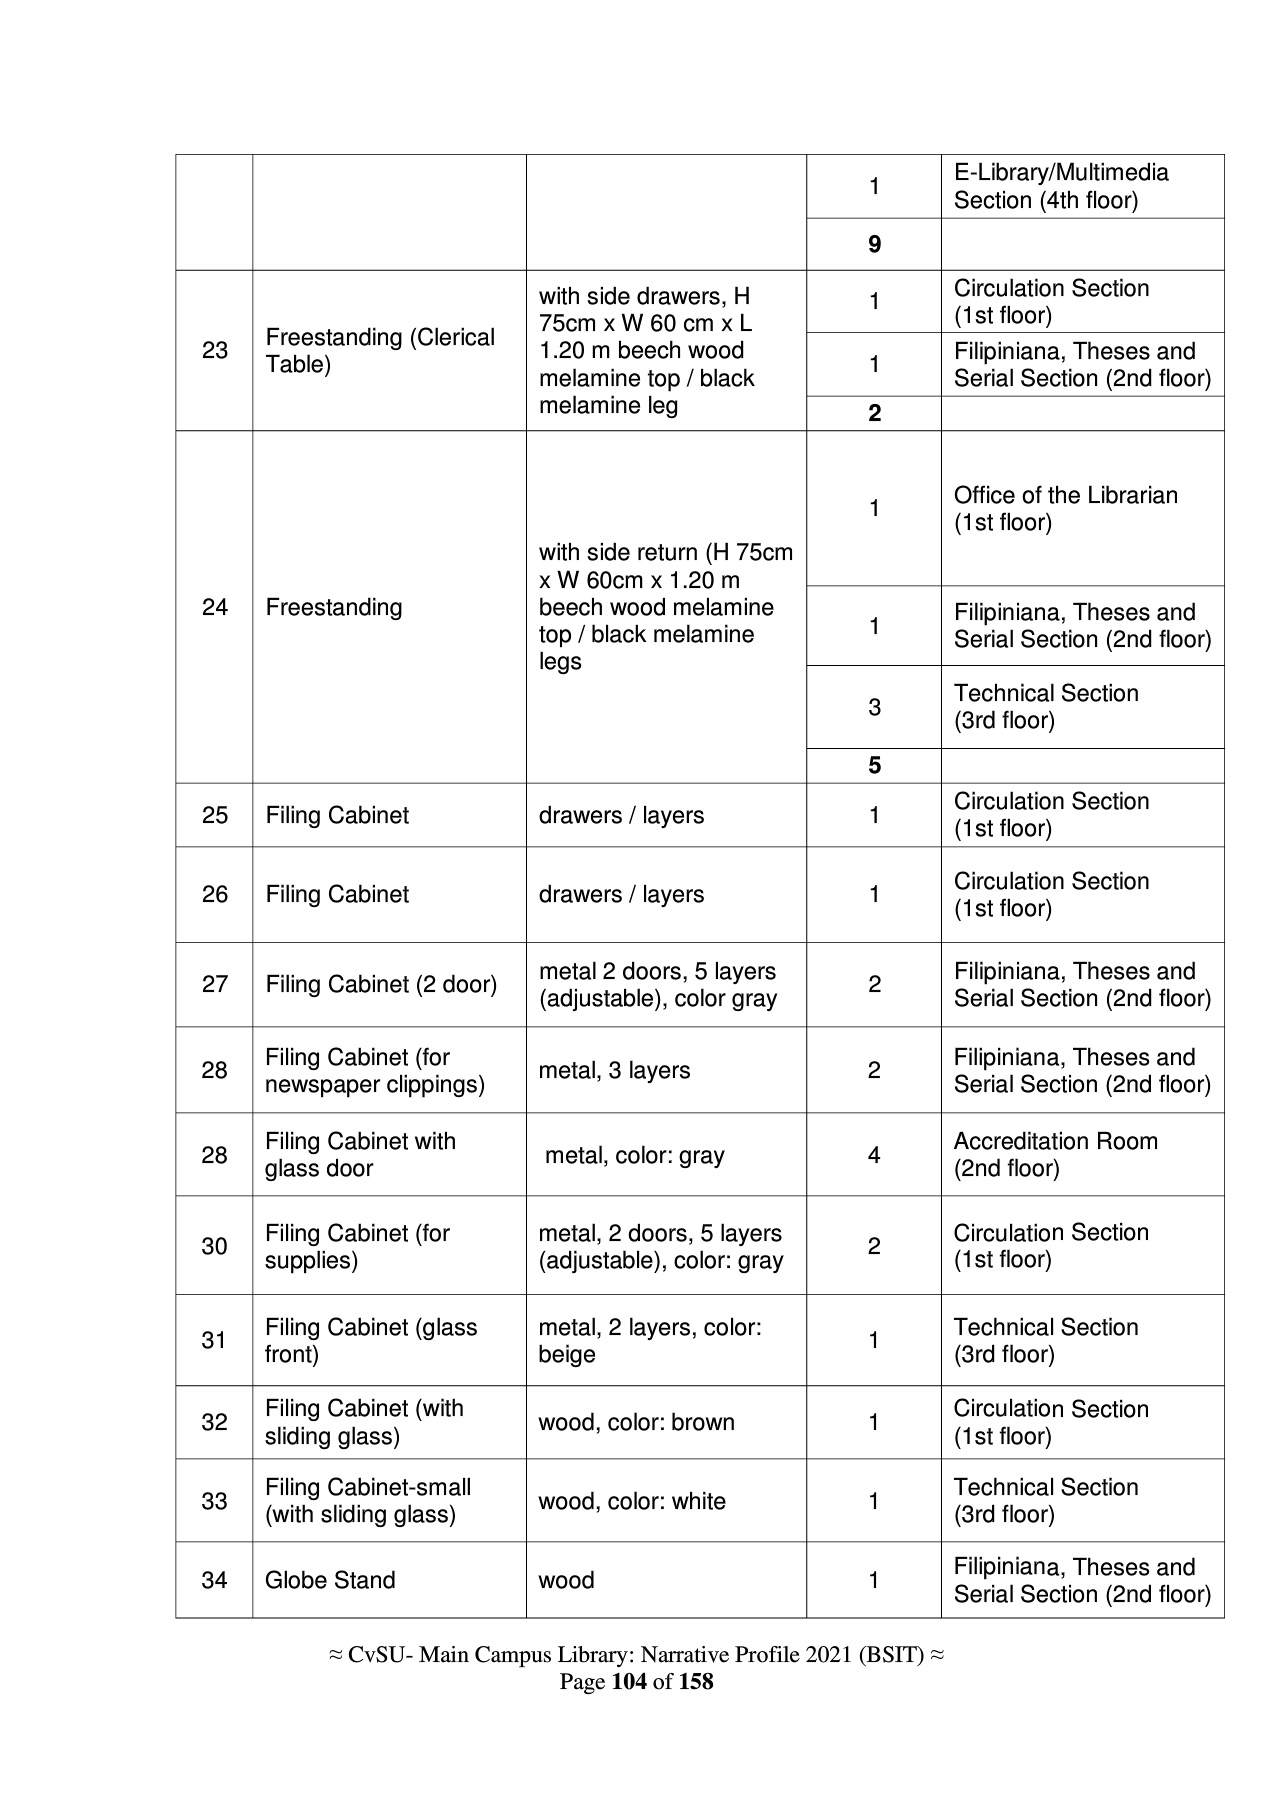 1
E-Library/Multimedia
Section (4th floor)
9
23
Freestanding (Clerical
Table)
with side drawers, H
75cm x W 60 cm x L
1.20 m beech wood
melamine top / black
melamine leg
1
Circulation Section
(1st floor)
1
Filipiniana, Theses and
Serial Section (2nd floor)
2
24
Freestanding
with side return (H 75cm
x W 60cm x 1.20 m
beech wood melamine
top / black melamine
legs
1
Office of the Librarian
(1st floor)
1
Filipiniana, Theses and
Serial Section (2nd floor)
3
Technical Section
(3rd floor)
5
25
Filing Cabinet
drawers / layers
1
Circulation Section
(1st floor)
26
Filing Cabinet
drawers / layers
1
Circulation Section
(1st floor)
27
Filing Cabinet (2 door)
metal 2 doors, 5 layers
(adjustable), color gray
2
Filipiniana, Theses and
Serial Section (2nd floor)
28
Filing Cabinet (for
newspaper clippings)
metal, 3 layers
2
Filipiniana, Theses and
Serial Section (2nd floor)
28
Filing Cabinet with
glass door
metal, color: gray
4
Accreditation Room
(2nd floor)
30
Filing Cabinet (for
supplies)
metal, 2 doors, 5 layers
(adjustable), color: gray
2
Circulation Section
(1st floor)
31
Filing Cabinet (glass
front)
metal, 2 layers, color:
beige
1
Technical Section
(3rd floor)
32
Filing Cabinet (with
sliding glass)
wood, color: brown
1
Circulation Section
(1st floor)
33
Filing Cabinet-small
(with sliding glass)
wood, color: white
1
Technical Section
(3rd floor)
34
Globe Stand
wood
1
Filipiniana, Theses and
Serial Section (2nd floor)
≈ CvSU- Main Campus Library: Narrative Profile 2021 (BSIT) ≈
Page 104 of 158